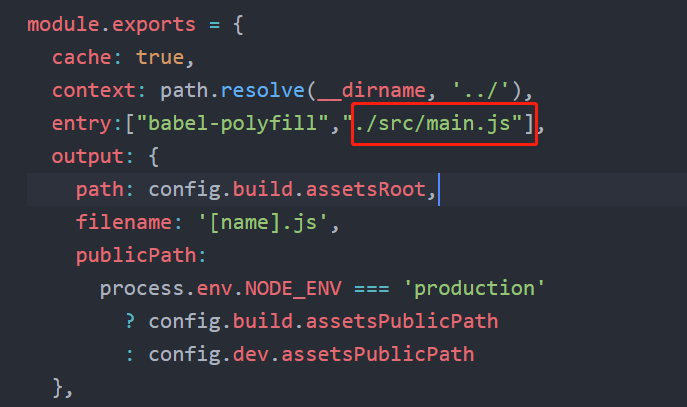 module.exports = {
  cache: true,
  context: path.resolve(__dirname, '../'),
  entry:["babel-polyfill","./src/main.js"],
  output: {
    path: config.build.assetsRoot,
    filename: '[name].js',
    publicPath:
      process.env.NODE_ENV === 'production'
        ? config.build.assetsPublicPath
        : config.dev.assetsPublicPath
  },